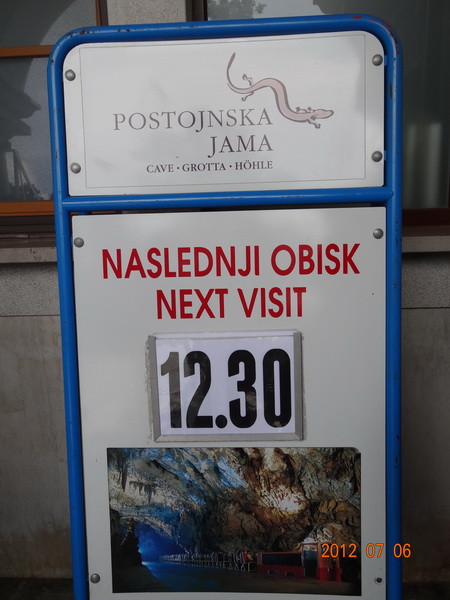 POSTOJNSKA
JAMA
CAVE • GROTTA • HÖHLE
NASLEDNJI OBISK
NEXT VISIT
12.30
2012 07 06